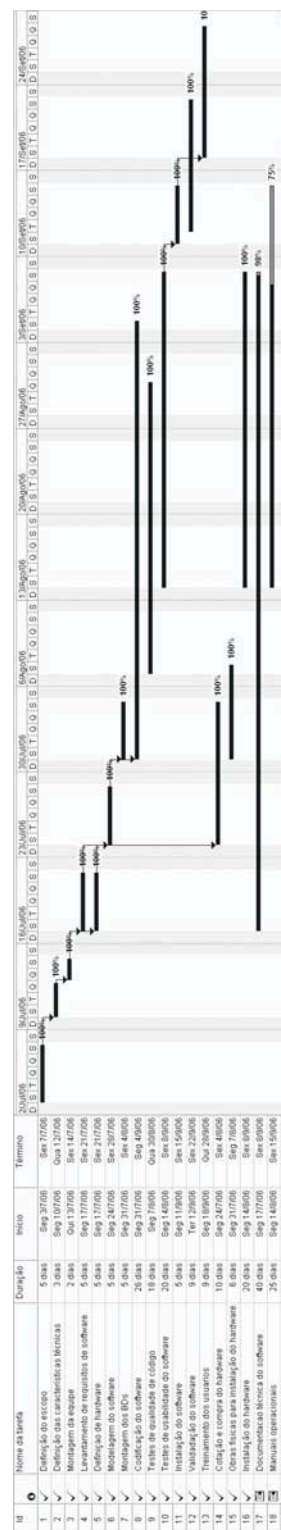 Id Nome da tarefa Duração Início Término 2/Jul/06 9/Jul/06 16/Jul/06 23/Jul/06 30/Jul/06 6/Ago/06 13/Ago/06 20/Ago/06 27/Ago/06 3/Set/06 10/Set/06 17/Set/06 24/Set/06
D S T Q Q S S D S T Q Q S S D S T Q Q S S D S T Q Q S S D S T Q Q S S D S T Q Q S S D S T Q Q S S D S T Q Q S S D S T Q Q S S D S T Q Q S S D S T Q Q S S D S T Q Q S S D S T Q Q S
1 Definição do escopo 5 dias Seg 3/7/06 Sex 7/7/06 100%
2 Definição das características técnicas 3 dias Seg 10/7/06 Qua 12/7/06 100%
3 Montagem da equipe 2 dias Qui 13/7/06 Sex 14/7/06 100%
4 Levantamento de requisitos de software 5 dias Seg 17/7/06 Sex 21/7/06 100%
5 Definição de hardware 5 dias Seg 17/7/06 Sex 21/7/06 100%
6 Modelagem do software 5 dias Seg 24/7/06 Sex 28/7/06 100%
7 Montagem dos BDs 5 dias Seg 31/7/06 Sex 4/8/06 100%
8 Codificação do software 26 dias Seg 31/7/06 Seg 4/9/06 100%
9 Testes de qualidade de código 18 dias Seg 7/8/06 Qua 30/8/06 100%
10 Testes de usabilidade do software 20 dias Seg 14/8/06 Sex 8/9/06 100%
11 Instalação do software 5 dias Seg 11/9/06 Sex 15/9/06 100%
12 Validadação do software 9 dias Ter 12/9/06 Sex 22/9/06 100%
13 Treinamento dos usuarios 9 dias Seg 18/9/06 Qui 28/9/06 10
14 Cotação e compra do hardware 10 dias Seg 24/7/06 Sex 4/8/06 100%
15 Obras físicas para instalação do hardware 6 dias Seg 31/7/06 Seg 7/8/06 100%
16 Instalação do hardware 20 dias Seg 14/8/06 Sex 8/9/06 100%
17 Documentacao técnica do software 40 dias Seg 17/7/06 Sex 8/9/06 98%
18 Manuais operacionais 25 dias Seg 14/8/06 Sex 15/9/06 75%